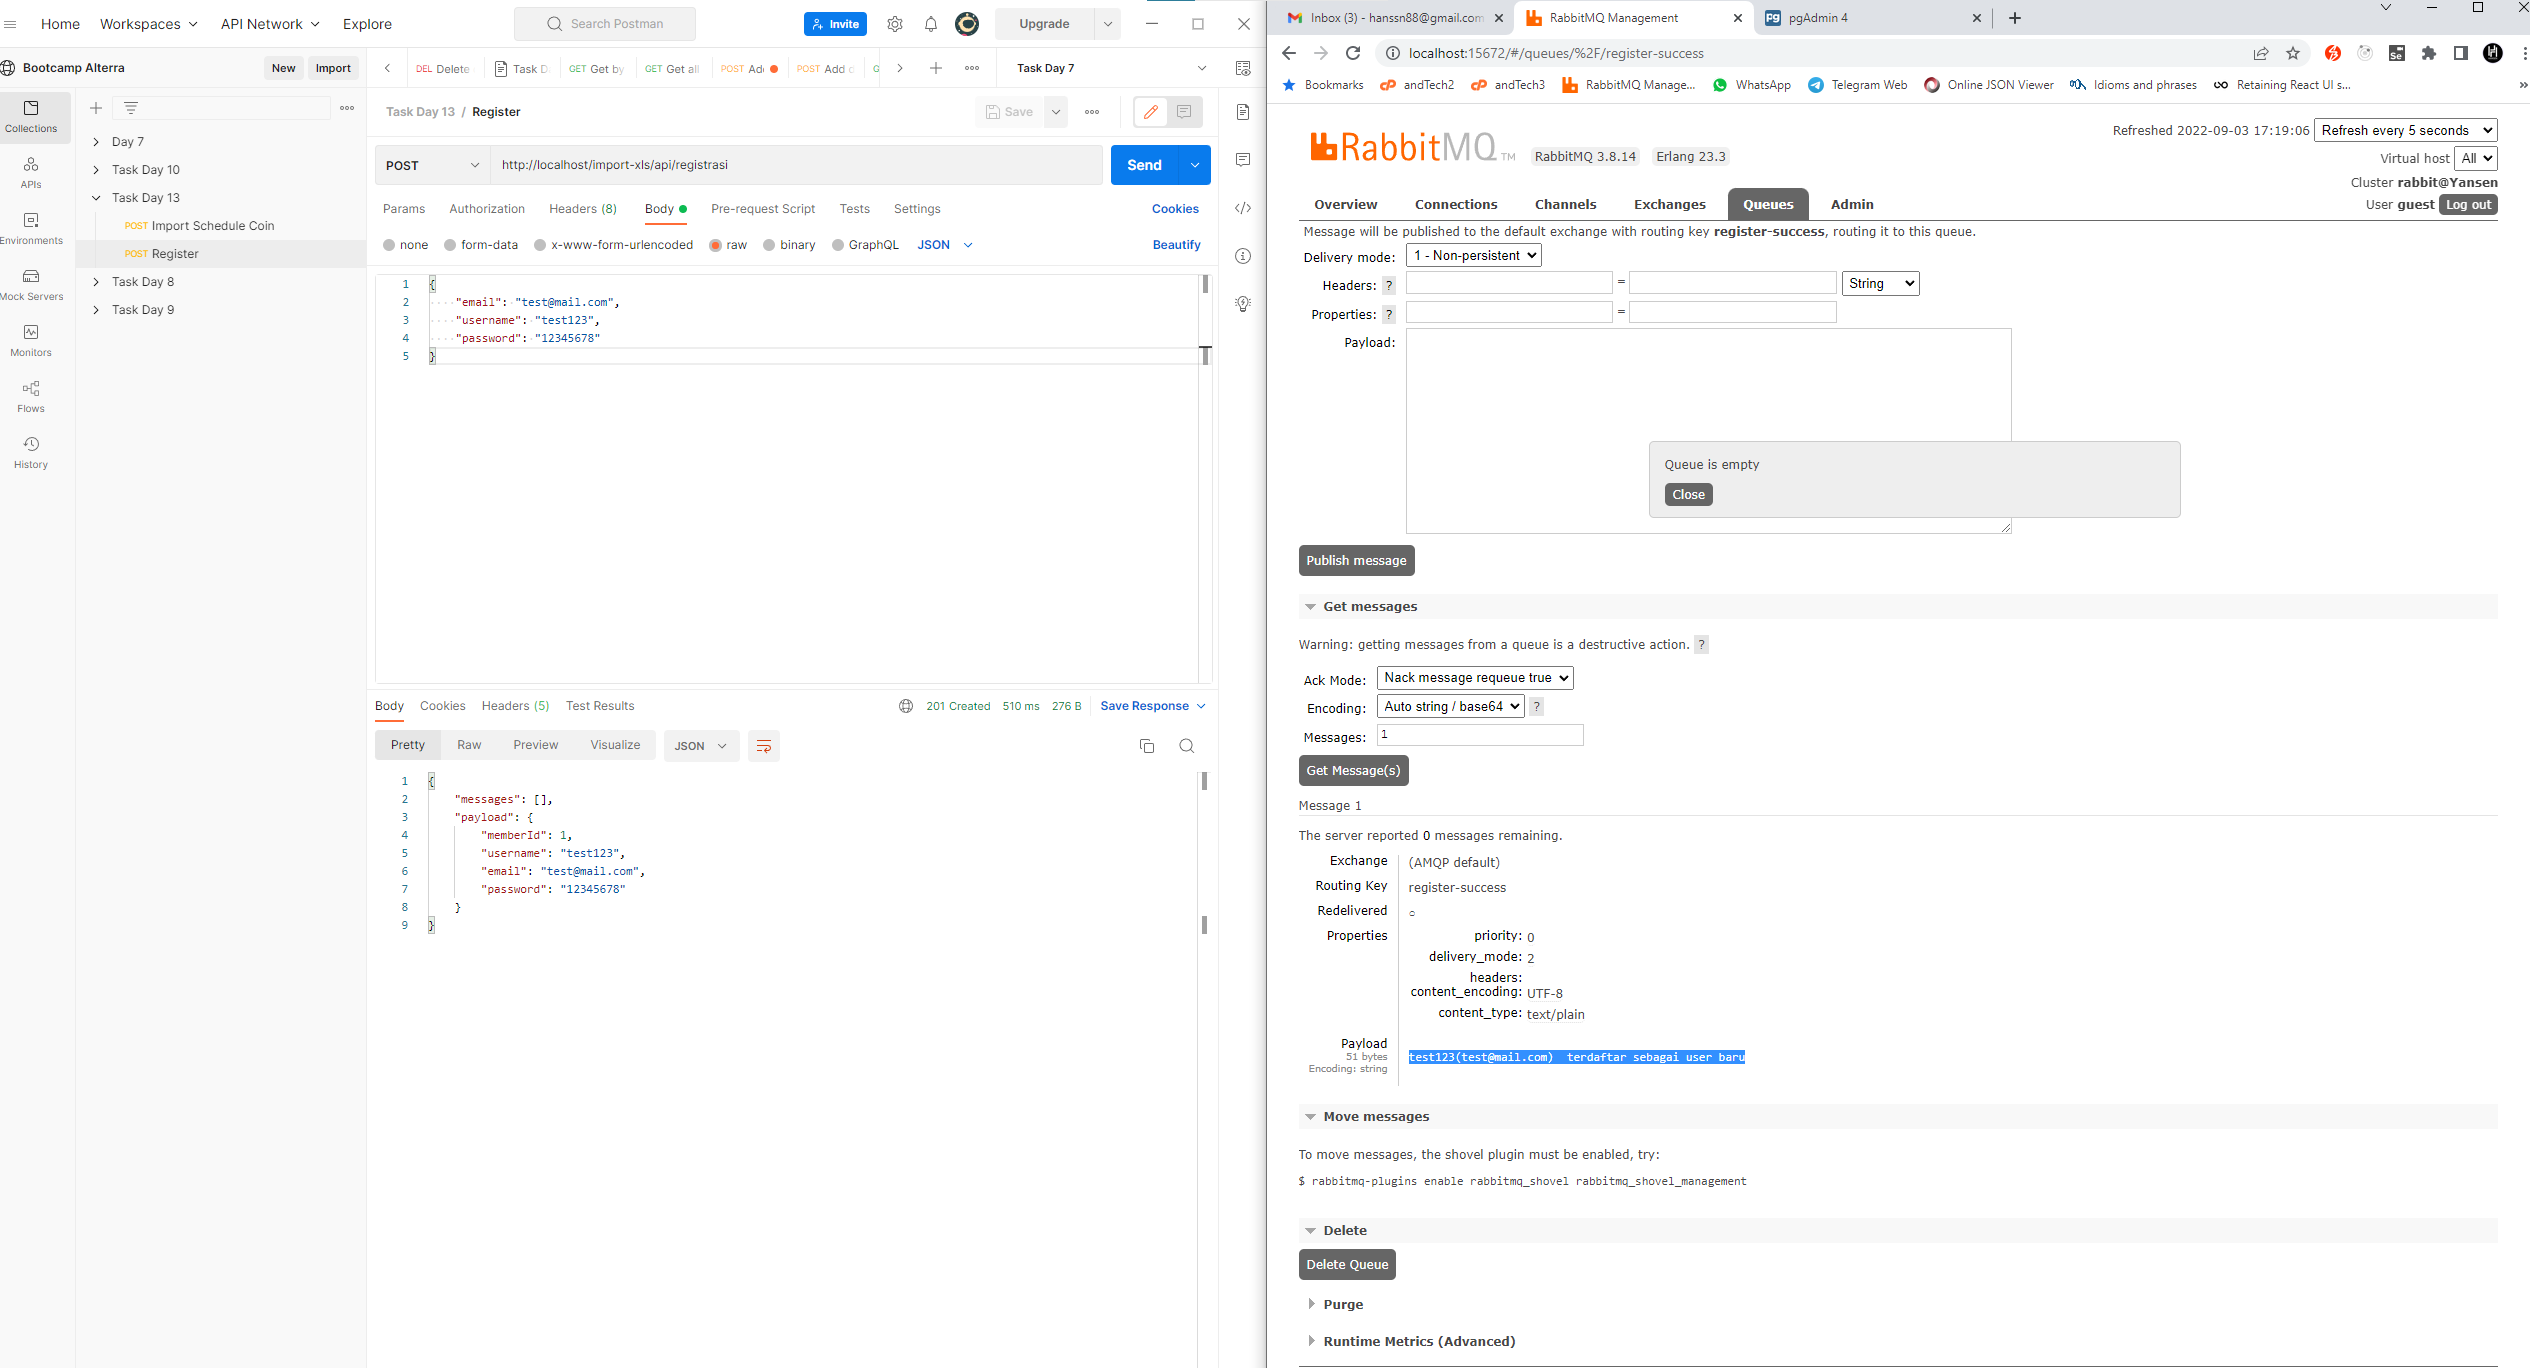 Home Workspaces API Network Explore Search Postman Invite Upgrade
Bootcamp Alterra New Import
DEL Delete Task D GET Get by GET Get all POST Ad POST Add Task Day 7
Collections
APIs
Environments
Mock Servers
Monitors
Flows
History
Day 7
Task Day 10
Task Day 13
POST Import Schedule Coin
POST Register
Task Day 8
Task Day 9
Task Day 13 / Register Save
POST http://localhost/import-xls/api/registrasi Send
Params Authorization Headers (8) Body Pre-request Script Tests Settings Cookies
none form-data x-www-form-urlencoded raw binary GraphQL JSON Beautify
1 {
2 "email": "test@mail.com",
3 "username": "test123",
4 "password": "12345678"
5 }
Body Cookies Headers (5) Test Results 201 Created 510 ms 276 B Save Response
Pretty Raw Preview Visualize JSON
1 {
2 "messages": [],
3 "payload": {
4 "memberId": 1,
5 "username": "test123",
6 "email": "test@mail.com",
7 "password": "12345678"
8 }
9 }
Inbox (3) - hanssn88@gmail.com RabbitMQ Management pgAdmin 4
localhost:15672/#/queues/%2F/register-success
Bookmarks andTech2 andTech3 RabbitMQ Manage... WhatsApp Telegram Web Online JSON Viewer Idioms and phrases Retaining React UI s...
RabbitMQ TM RabbitMQ 3.8.14 Erlang 23.3
Refreshed 2022-09-03 17:19:06 Refresh every 5 seconds
Virtual host All
Cluster rabbit@Yansen
User guest Log out
Overview Connections Channels Exchanges Queues Admin
Message will be published to the default exchange with routing key register-success, routing it to this queue.
Delivery mode: 1 - Non-persistent
Headers: ? = String
Properties: ? =
Payload:
Queue is empty
Close
Publish message
Get messages
Warning: getting messages from a queue is a destructive action. ?
Ack Mode: Nack message requeue true
Encoding: Auto string / base64 ?
Messages: 1
Get Message(s)
Message 1
The server reported 0 messages remaining.
Exchange (AMQP default)
Routing Key register-success
Redelivered ○
Properties priority: 0
delivery_mode: 2
headers:
content_encoding: UTF-8
content_type: text/plain
Payload
51 bytes
Encoding: string
test123(test@mail.com)  terdaftar sebagai user baru
Move messages
To move messages, the shovel plugin must be enabled, try:
$ rabbitmq-plugins enable rabbitmq_shovel rabbitmq_shovel_management
Delete
Delete Queue
Purge
Runtime Metrics (Advanced)